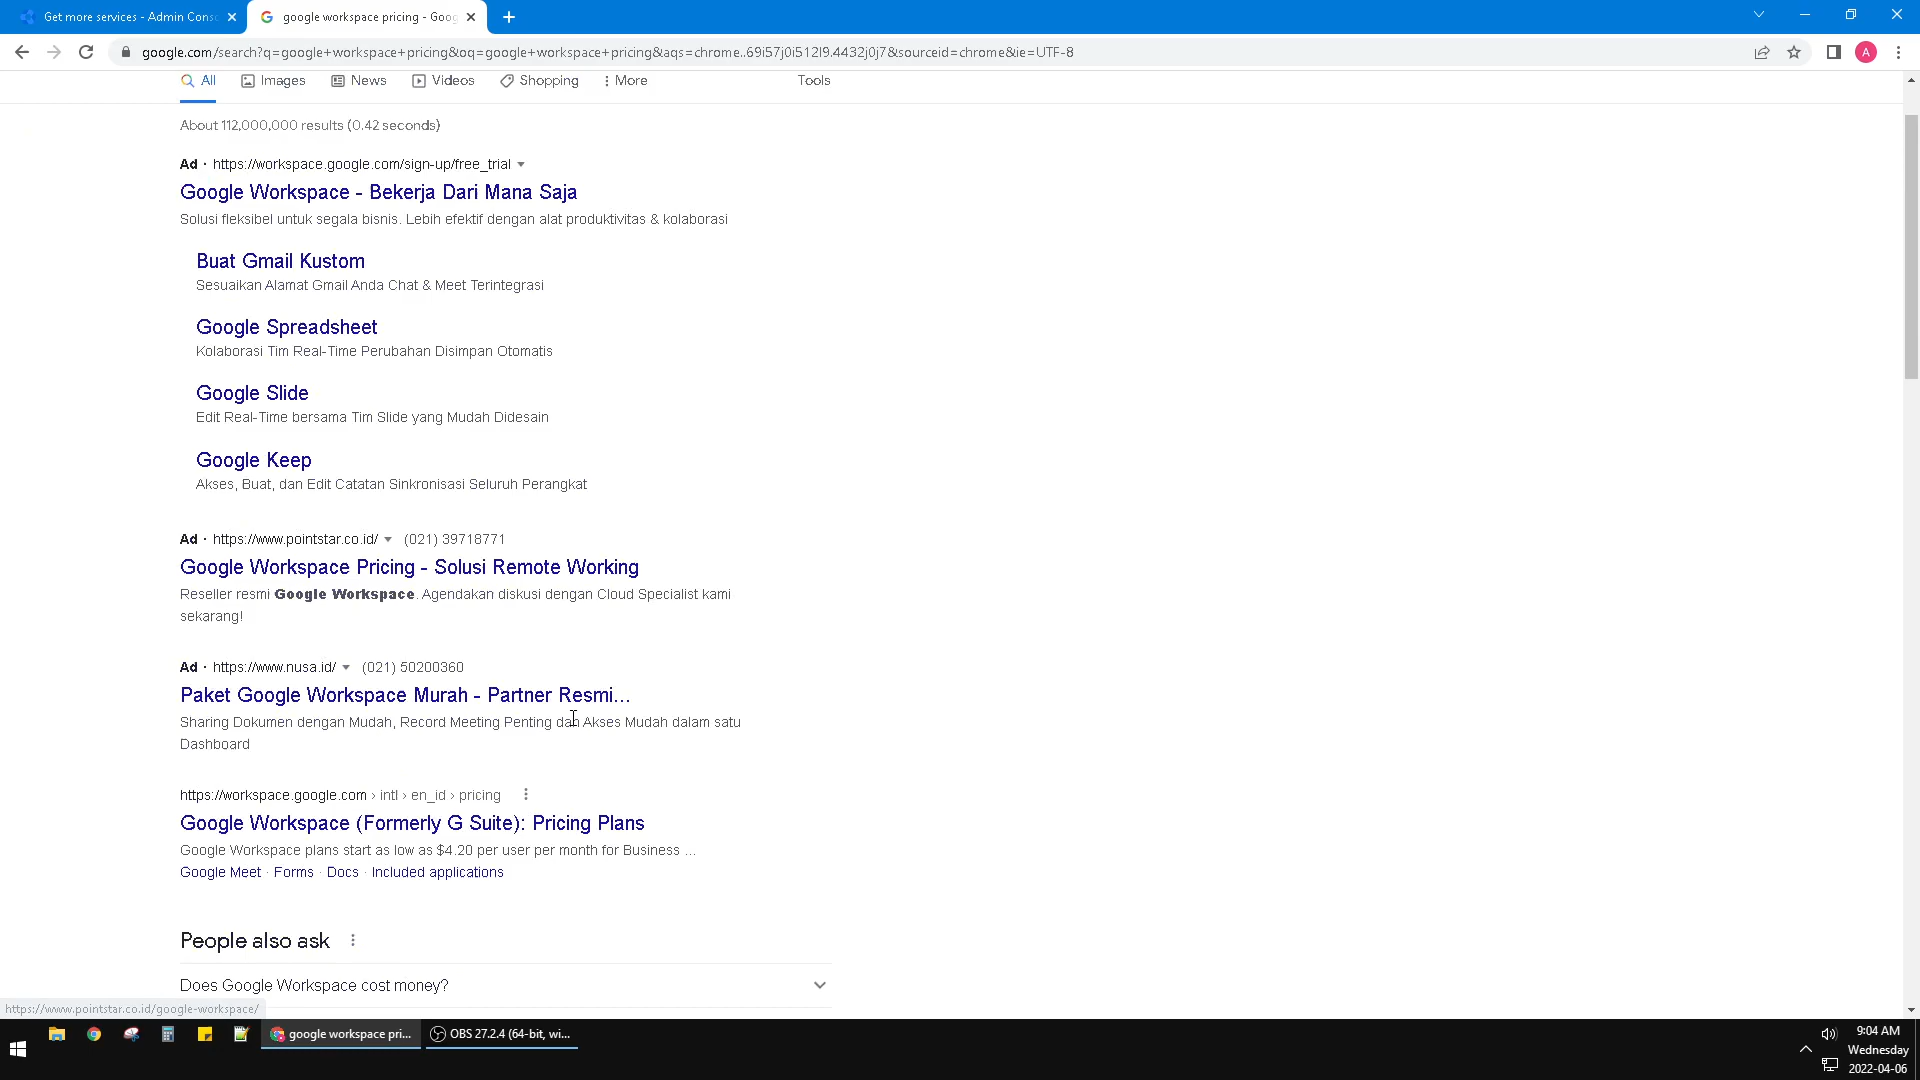 Get more services - Admin Conso
google workspace pricing - Goog
google.com/search?q=google+workspace+pricing&oq=google+workspace+pricing&aqs=chrome..69i57j0i512l9.4432j0j7&sourceid=chrome&ie=UTF-8
A
All
Images
News
Videos
Shopping
More
Tools
About 112,000,000 results (0.42 seconds)
Ad · https://workspace.google.com/sign-up/free_trial
Google Workspace - Bekerja Dari Mana Saja
Solusi fleksibel untuk segala bisnis. Lebih efektif dengan alat produktivitas & kolaborasi
Buat Gmail Kustom
Sesuaikan Alamat Gmail Anda Chat & Meet Terintegrasi
Google Spreadsheet
Kolaborasi Tim Real-Time Perubahan Disimpan Otomatis
Google Slide
Edit Real-Time bersama Tim Slide yang Mudah Didesain
Google Keep
Akses, Buat, dan Edit Catatan Sinkronisasi Seluruh Perangkat
Ad · https://www.pointstar.co.id/ (021) 39718771
Google Workspace Pricing - Solusi Remote Working
Reseller resmi Google Workspace. Agendakan diskusi dengan Cloud Specialist kami
sekarang!
Ad · https://www.nusa.id/ (021) 50200360
Paket Google Workspace Murah - Partner Resmi...
Sharing Dokumen dengan Mudah, Record Meeting Penting dan Akses Mudah dalam satu
Dashboard
https://workspace.google.com › intl › en_id › pricing
Google Workspace (Formerly G Suite): Pricing Plans
Google Workspace plans start as low as $4.20 per user per month for Business ...
Google Meet · Forms · Docs · Included applications
People also ask
Does Google Workspace cost money?
https://www.pointstar.co.id/google-workspace/
google workspace pri...
OBS 27.2.4 (64-bit, wi...
9:04 AM
Wednesday
2022-04-06